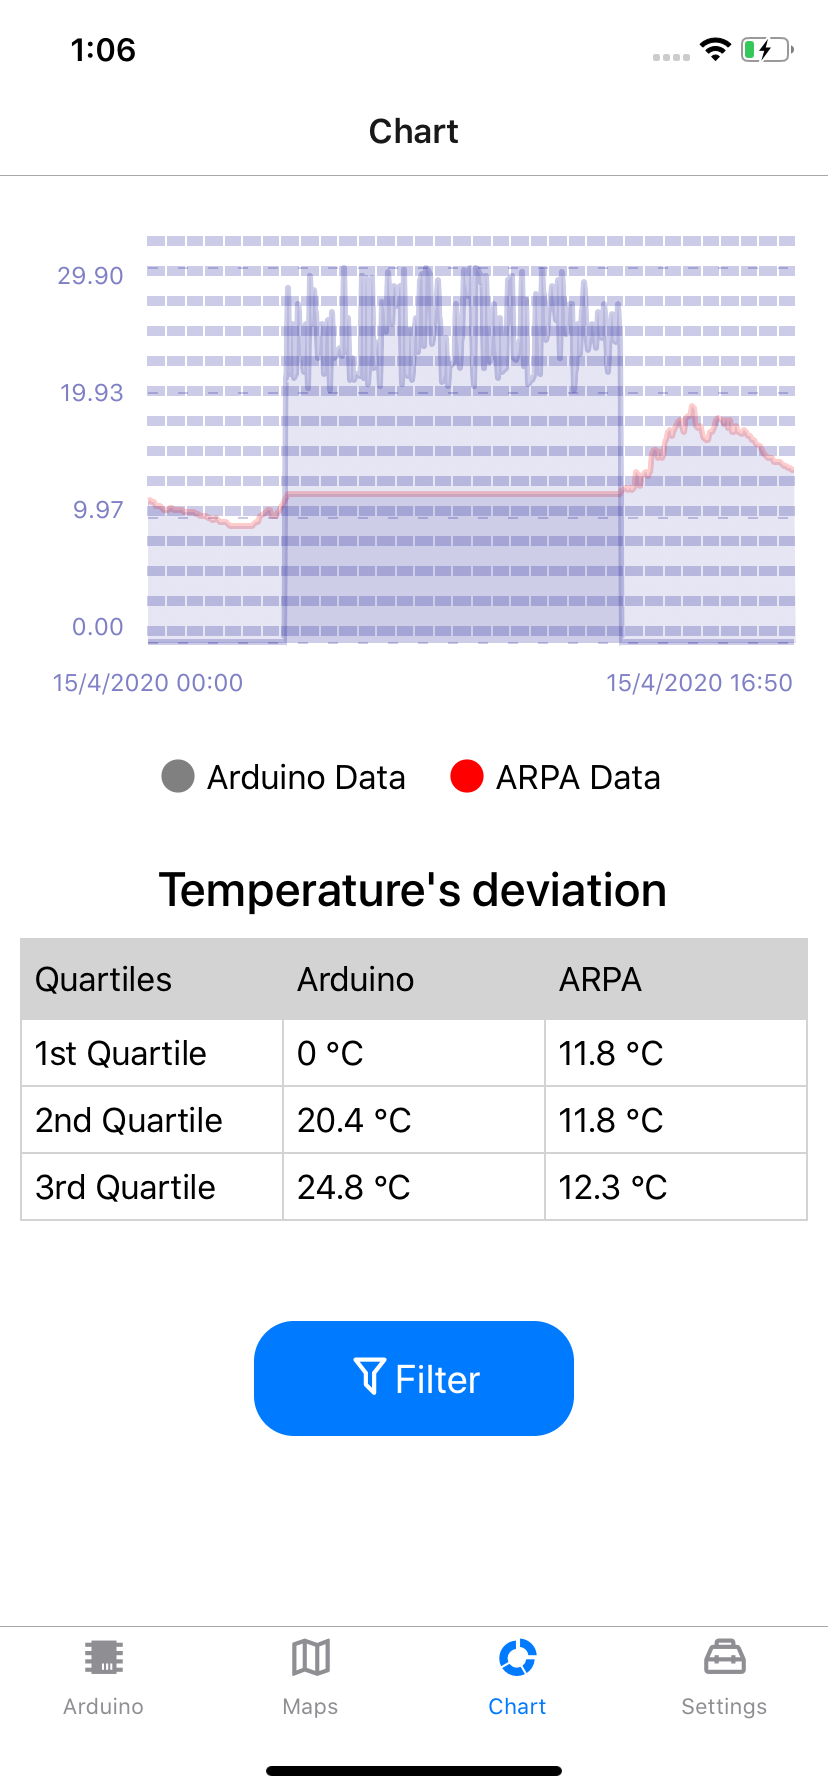 1:06
Chart
29.90
19.93
9.97
0.00
15/4/2020 00:00 15/4/2020 16:50
Arduino Data ARPA Data
Temperature's deviation
Quartiles Arduino ARPA
1st Quartile 0 °C 11.8 °C
2nd Quartile 20.4 °C 11.8 °C
3rd Quartile 24.8 °C 12.3 °C
Filter
Arduino Maps Chart Settings